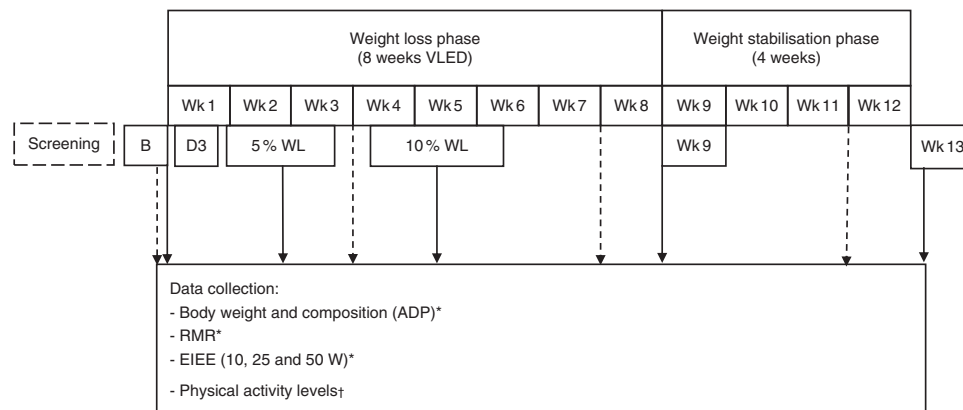 Weight loss phase
(8 weeks VLED)
Weight stabilisation phase
(4 weeks)
Wk 1
Wk 2
Wk 3
Wk 4
Wk 5
Wk 6
Wk 7
Wk 8
Wk 9
Wk 10
Wk 11
Wk 12
Screening
B
D3
5 % WL
10 % WL
Wk 9
Wk 13
Data collection:
- Body weight and composition (ADP)*
- RMR*
- EIEE (10, 25 and 50 W)*
- Physical activity levels†